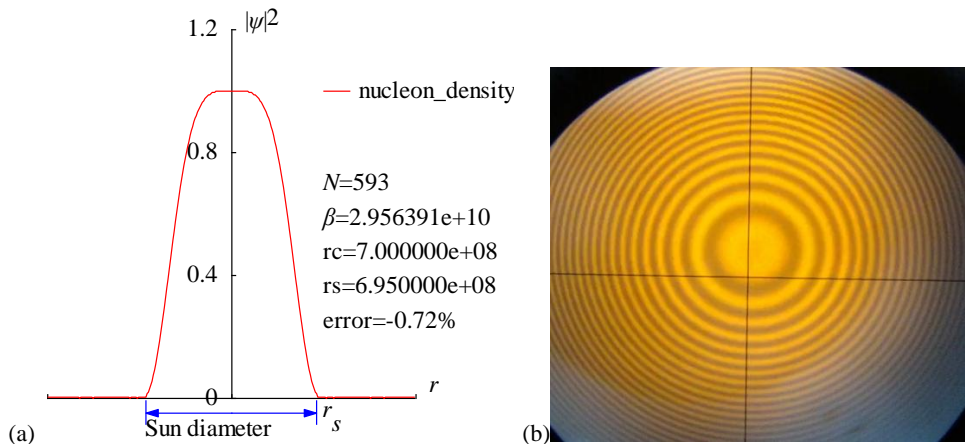 |ψ|2
1.2
nucleon_density
0.8
N=593
β=2.956391e+10
rc=7.000000e+08
0.4
rs=6.950000e+08
error=-0.72%
r
0
rs
(a)
Sun diameter
(b)